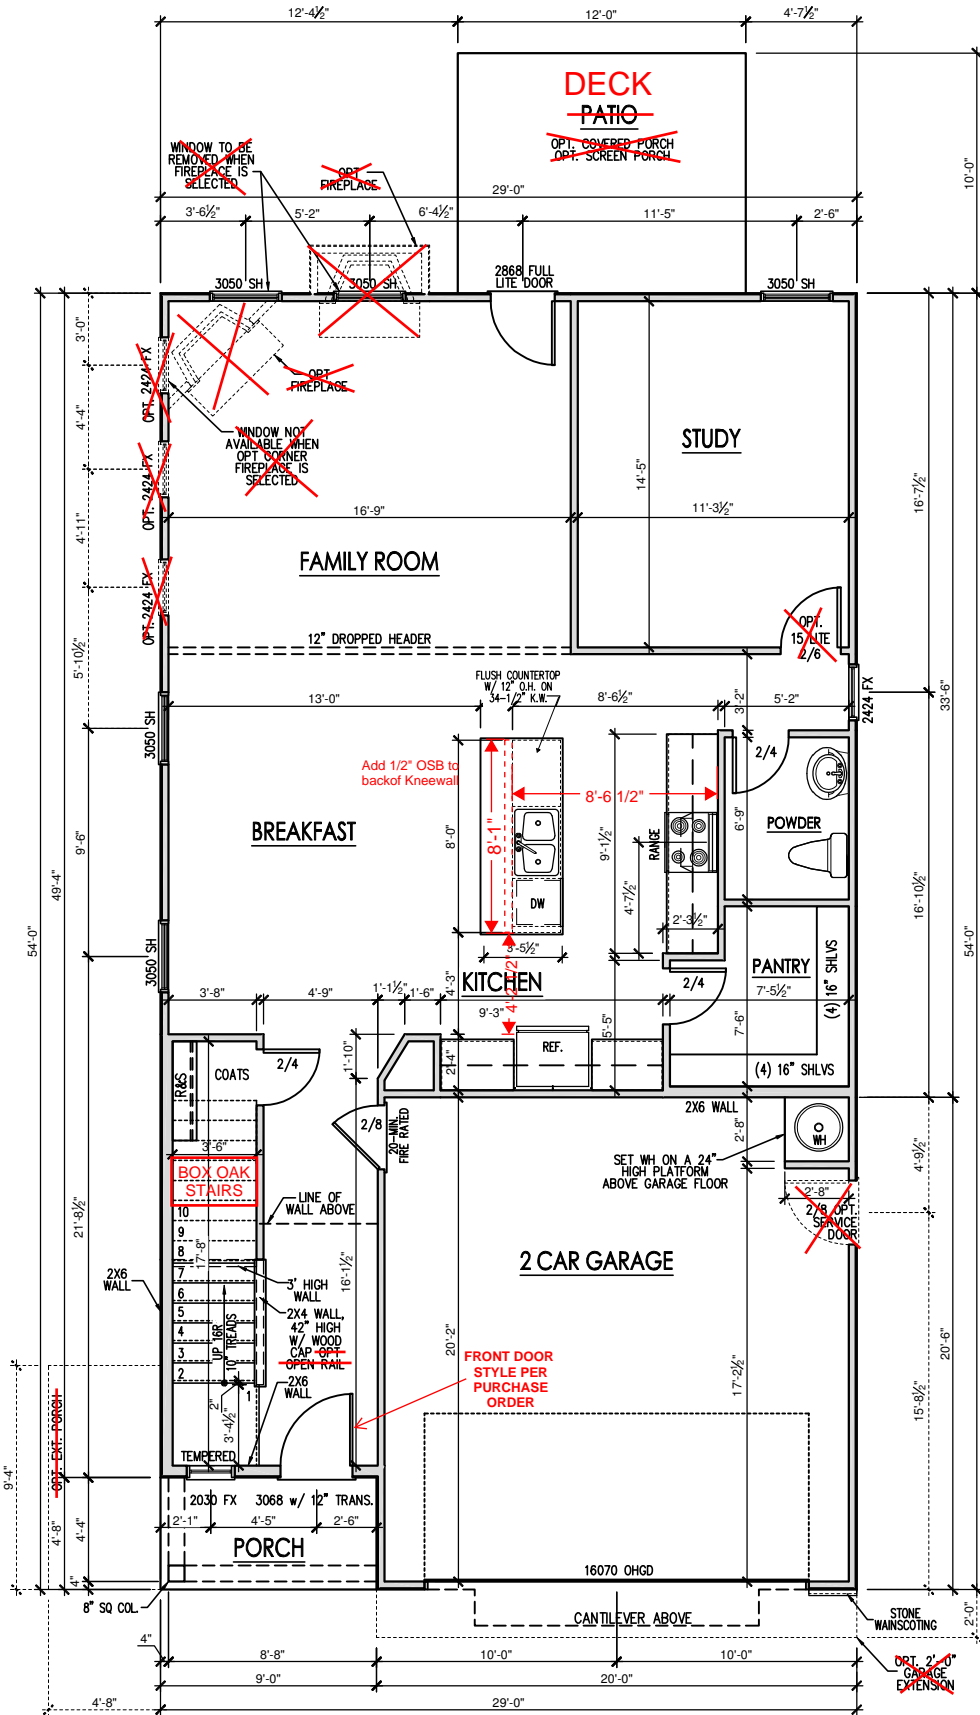 12'-4½"
12'-0"
4'-7½"
DECK
PATIO
OPT. COVERED PORCH
OPT. SCREEN PORCH
10'-0"
WINDOW TO BE
REMOVED WHEN
FIREPLACE IS
SELECTED
OPT.
FIREPLACE
29'-0"
3'-6½"
5'-2"
6'-4½"
11'-5"
2'-6"
3050 SH
3050 SH
2868 FULL
LITE DOOR
3050 SH
3'-0"
OPT. 2424 FX
4'-4"
OPT. 2424 FX
4'-11"
OPT. 2424 FX
5'-10½"
OPT
FIREPLACE
WINDOW NOT
AVAILABLE WHEN
OPT CORNER
FIREPLACE IS
SELECTED
STUDY
14'-5"
16'-7½"
16'-9"
11'-3½"
FAMILY ROOM
12" DROPPED HEADER
OPT.
15 LITE
2/6
FLUSH COUNTERTOP
W/ 12" O.H. ON
34-1/2" K.W.
13'-0"
8'-6½"
3'-2"
5'-2"
2424 FX
33'-6"
3050 SH
2/4
Add 1/2" OSB to
backof Kneewall
8'-6 1/2"
8'-1"
8'-0"
BREAKFAST
9'-6"
9'-1½"
RANGE
6'-9"
POWDER
4'-7½"
DW
2'-3½"
16'-10½"
49'-4"
54'-0"
54'-0"
3050 SH
3'-5½"
4'-2 1/2"
KITCHEN
PANTRY
7'-5½"
(4) 16" SHLVS
2/4
3'-8"
4'-9"
1'-1½"
1'-6"
4'-3"
9'-3"
5'-5"
7'-6"
REF.
(4) 16" SHLVS
1'-10"
2'-4"
R&S
COATS
2/4
2/8
20-MIN.
FIRE RATED
2X6 WALL
2'-8"
WH
SET WH ON A 24"
HIGH PLATFORM
ABOVE GARAGE FLOOR
4'-9½"
3'-6"
BOX OAK
STAIRS
2'-8"
2/8 OPT.
SERVICE
DOOR
LINE OF
WALL ABOVE
21'-8½"
10
9
8
7
6
5
4
3
2
1
17'-8"
UP 16R
10" TREADS
16'-1½"
2X6
WALL
3' HIGH
WALL
2X4 WALL,
42" HIGH
W/ WOOD
CAP OPT
OPEN RAIL
2X6
WALL
2 CAR GARAGE
20'-2"
17'-2½"
20'-6"
15'-8½"
FRONT DOOR
STYLE PER
PURCHASE
ORDER
2"
3'-4½"
OPT. EXT. PORCH
9'-4"
TEMPERED
2030 FX
3068 w/ 12" TRANS.
2'-1"
4'-5"
2'-6"
4'-8"
4'-4"
PORCH
4"
16070 OHGD
8" SQ COL.
CANTILEVER ABOVE
STONE
WAINSCOTING
2'-0"
4"
8'-8"
10'-0"
10'-0"
OPT. 2'-0"
GARAGE
EXTENSION
9'-0"
20'-0"
4'-8"
29'-0"